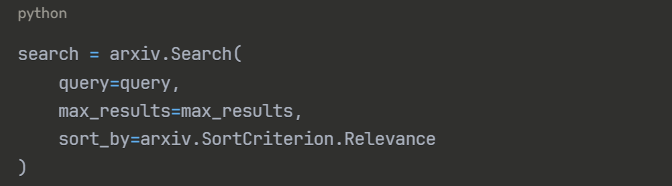 python
search = arxiv.Search(
    query=query,
    max_results=max_results,
    sort_by=arxiv.SortCriterion.Relevance
)